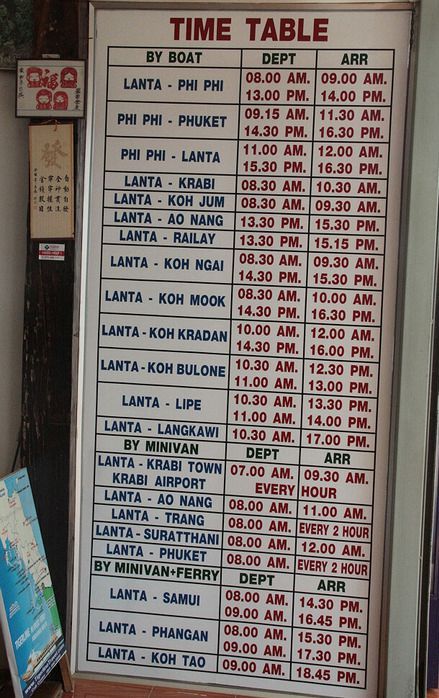 TIME TABLE
BY BOAT DEPT ARR
LANTA - PHI PHI 08.00 AM. 09.00 AM.
13.00 PM. 14.00 PM.
PHI PHI - PHUKET 09.15 AM. 11.30 AM.
14.30 PM. 16.30 PM.
PHI PHI - LANTA 11.00 AM. 12.00 AM.
15.30 PM. 16.30 PM.
LANTA - KRABI 08.30 AM. 10.30 AM.
LANTA - KOH JUM 08.30 AM. 09.30 AM.
LANTA - AO NANG 13.30 PM. 15.30 PM.
LANTA - RAILAY 13.30 PM. 15.15 PM.
LANTA - KOH NGAI 08.30 AM. 09.30 AM.
14.30 PM. 15.30 PM.
LANTA - KOH MOOK 08.30 AM. 10.00 AM.
14.30 PM. 16.30 PM.
LANTA - KOH KRADAN 10.00 AM. 12.00 AM.
14.30 PM. 16.00 PM.
LANTA - KOH BULONE 10.30 AM. 12.30 PM.
11.00 AM. 13.00 PM.
LANTA - LIPE 10.30 AM. 13.30 PM.
11.00 AM. 14.00 PM.
LANTA - LANGKAWI 10.30 AM. 17.00 PM.
BY MINIVAN DEPT ARR
LANTA - KRABI TOWN 07.00 AM. 09.30 AM.
KRABI AIRPORT EVERY HOUR
LANTA - AO NANG 08.00 AM. 11.00 AM.
LANTA - TRANG 08.00 AM. EVERY 2 HOUR
LANTA - SURATTHANI 08.00 AM. 12.00 AM.
LANTA - PHUKET 08.00 AM. EVERY 2 HOUR
BY MINIVAN+FERRY DEPT ARR
LANTA - SAMUI 08.00 AM. 14.30 PM.
09.00 AM. 16.45 PM.
LANTA - PHANGAN 08.00 AM. 15.30 PM.
09.00 AM. 17.30 PM.
LANTA - KOH TAO 09.00 AM. 18.45 PM.
福
發